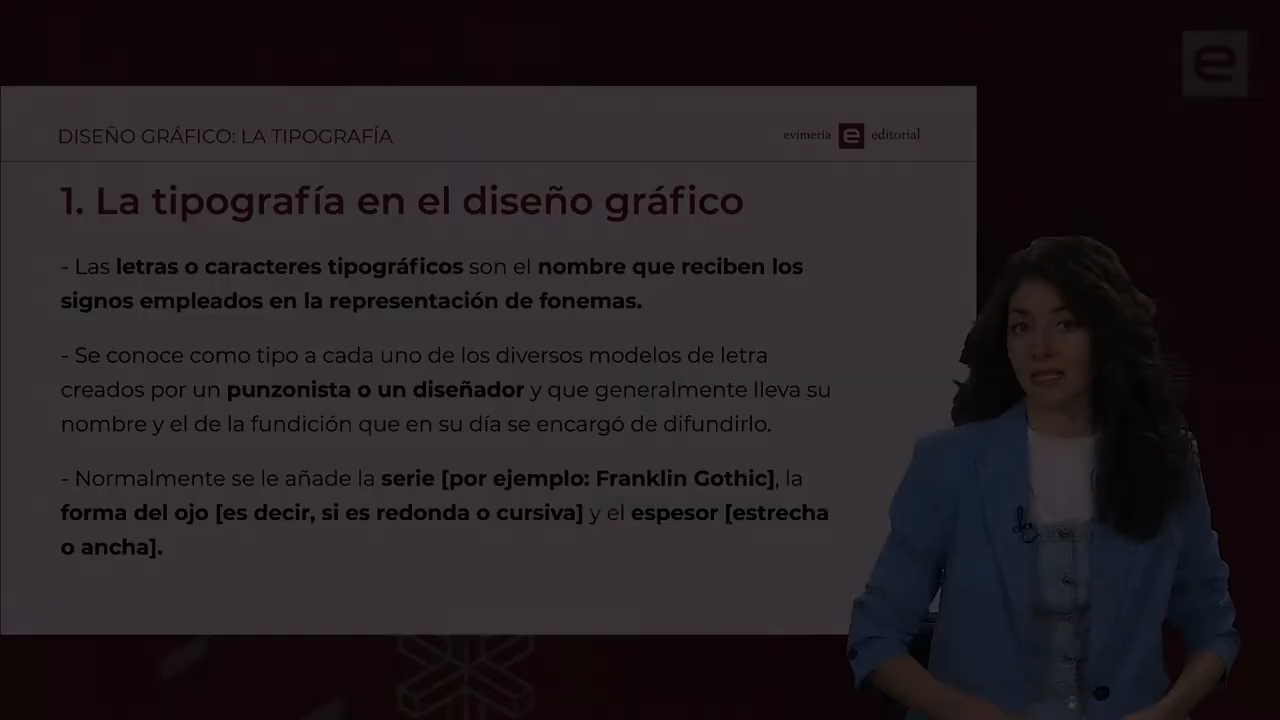 DISEÑO GRÁFICO: LA TIPOGRAFÍA
evimeria e editorial
e
1. La tipografía en el diseño gráfico
- Las letras o caracteres tipográficos son el nombre que reciben los
signos empleados en la representación de fonemas.
- Se conoce como tipo a cada uno de los diversos modelos de letra
creados por un punzonista o un diseñador y que generalmente lleva su
nombre y el de la fundición que en su día se encargó de difundirlo.
- Normalmente se le añade la serie [por ejemplo: Franklin Gothic], la
forma del ojo [es decir, si es redonda o cursiva] y el espesor [estrecha
o ancha].